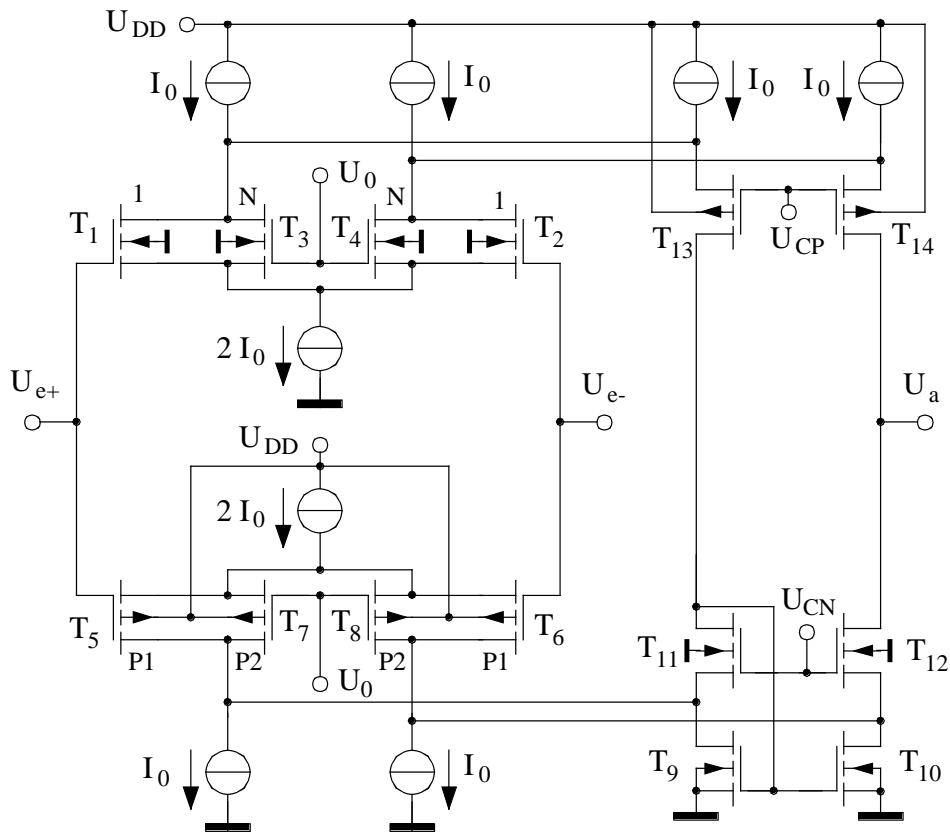 U_DD
I_0 I_0 I_0 I_0
U_0
1 N N 1
T_1 T_3 T_4 T_2 T_13 U_CP T_14
2 I_0
U_e+ U_e- U_a
U_DD
2 I_0
U_CN
T_5 T_7 T_8 T_6 T_11 T_12
P1 P2 P2 P1
U_0
I_0 I_0 T_9 T_10